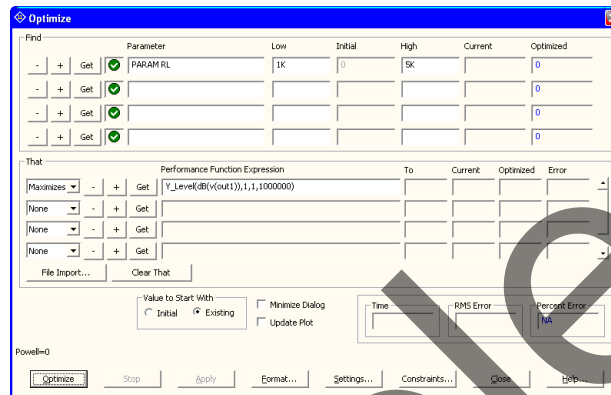 Optimize
Find
Parameter Low Initial High Current Optimized
- + Get PARAM RL 1K 0 5K 0
- + Get 0
- + Get 0
- + Get 0
That
Performance Function Expression To Current Optimized Error
Maximizes - + Get Y_Level(dB(v(out1)),1,1,1000000)
None - + Get
None - + Get
None - + Get
File Import... Clear That
Value to Start With
Initial Existing
Minimize Dialog
Update Plot
Time RMS Error Percent Error
NA
Powell=0
Optimize Stop Apply Format... Settings... Constraints... Close Help...